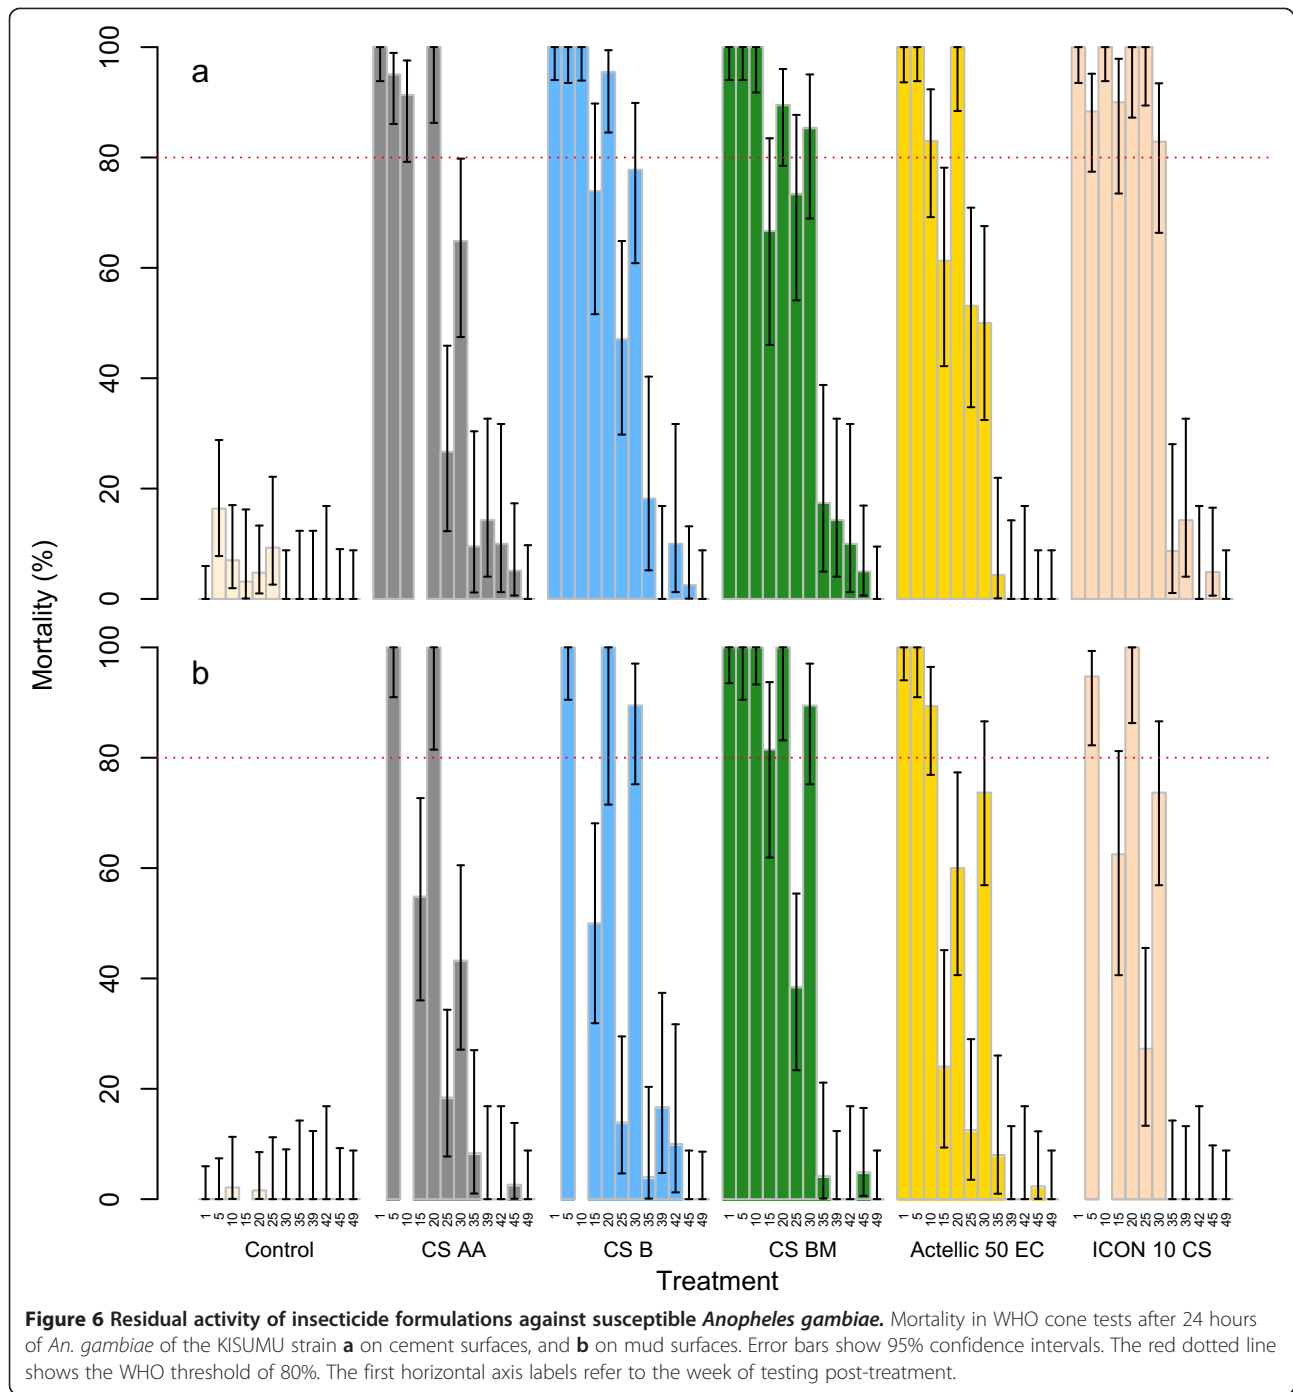 a
100
80
60
40
20
0
b
100
80
60
40
20
0
Mortality (%)
1 5 10 15 20 25 30 35 39 42 45 49
1 5 10 15 20 25 30 35 39 42 45 49
1 5 10 15 20 25 30 35 39 42 45 49
1 5 10 15 20 25 30 35 39 42 45 49
1 5 10 15 20 25 30 35 39 42 45 49
1 5 10 15 20 25 30 35 39 42 45 49
Control CS AA CS B CS BM Actellic 50 EC ICON 10 CS
Treatment
Figure 6 Residual activity of insecticide formulations against susceptible Anopheles gambiae. Mortality in WHO cone tests after 24 hours
of An. gambiae of the KISUMU strain a on cement surfaces, and b on mud surfaces. Error bars show 95% confidence intervals. The red dotted line
shows the WHO threshold of 80%. The first horizontal axis labels refer to the week of testing post-treatment.